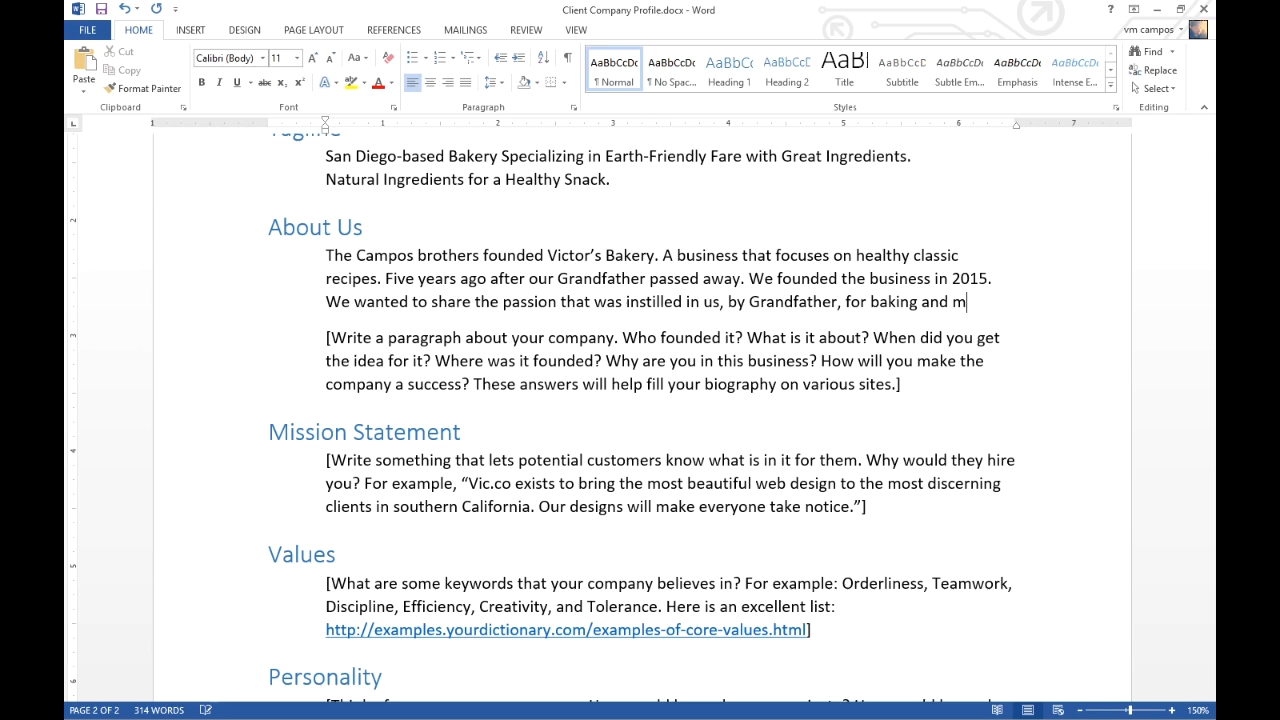 Client Company Profile.docx - Word
FILE HOME INSERT DESIGN PAGE LAYOUT REFERENCES MAILINGS REVIEW VIEW vm campos
Paste Cut Copy Format Painter
Calibri (Body) 11
AaBbCcDc AaBbCcDc AaBbCc AaBbCcC AaBl AaBbCcD AaBbCcDc AaBbCcDc AaBbCcDc
¶ Normal ¶ No Spac... Heading 1 Heading 2 Title Subtitle Subtle Em... Emphasis Intense E...
Find Replace Select
Clipboard Font Paragraph Styles Editing
1 1 2 3 4 5 6 7
Tagline
San Diego-based Bakery Specializing in Earth-Friendly Fare with Great Ingredients.
Natural Ingredients for a Healthy Snack.
About Us
The Campos brothers founded Victor’s Bakery. A business that focuses on healthy classic
recipes. Five years ago after our Grandfather passed away. We founded the business in 2015.
We wanted to share the passion that was instilled in us, by Grandfather, for baking and m
[Write a paragraph about your company. Who founded it? What is it about? When did you get
the idea for it? Where was it founded? Why are you in this business? How will you make the
company a success? These answers will help fill your biography on various sites.]
Mission Statement
[Write something that lets potential customers know what is in it for them. Why would they hire
you? For example, “Vic.co exists to bring the most beautiful web design to the most discerning
clients in southern California. Our designs will make everyone take notice.”]
Values
[What are some keywords that your company believes in? For example: Orderliness, Teamwork,
Discipline, Efficiency, Creativity, and Tolerance. Here is an excellent list:
http://examples.yourdictionary.com/examples-of-core-values.html]
Personality
PAGE 2 OF 2 314 WORDS 150%